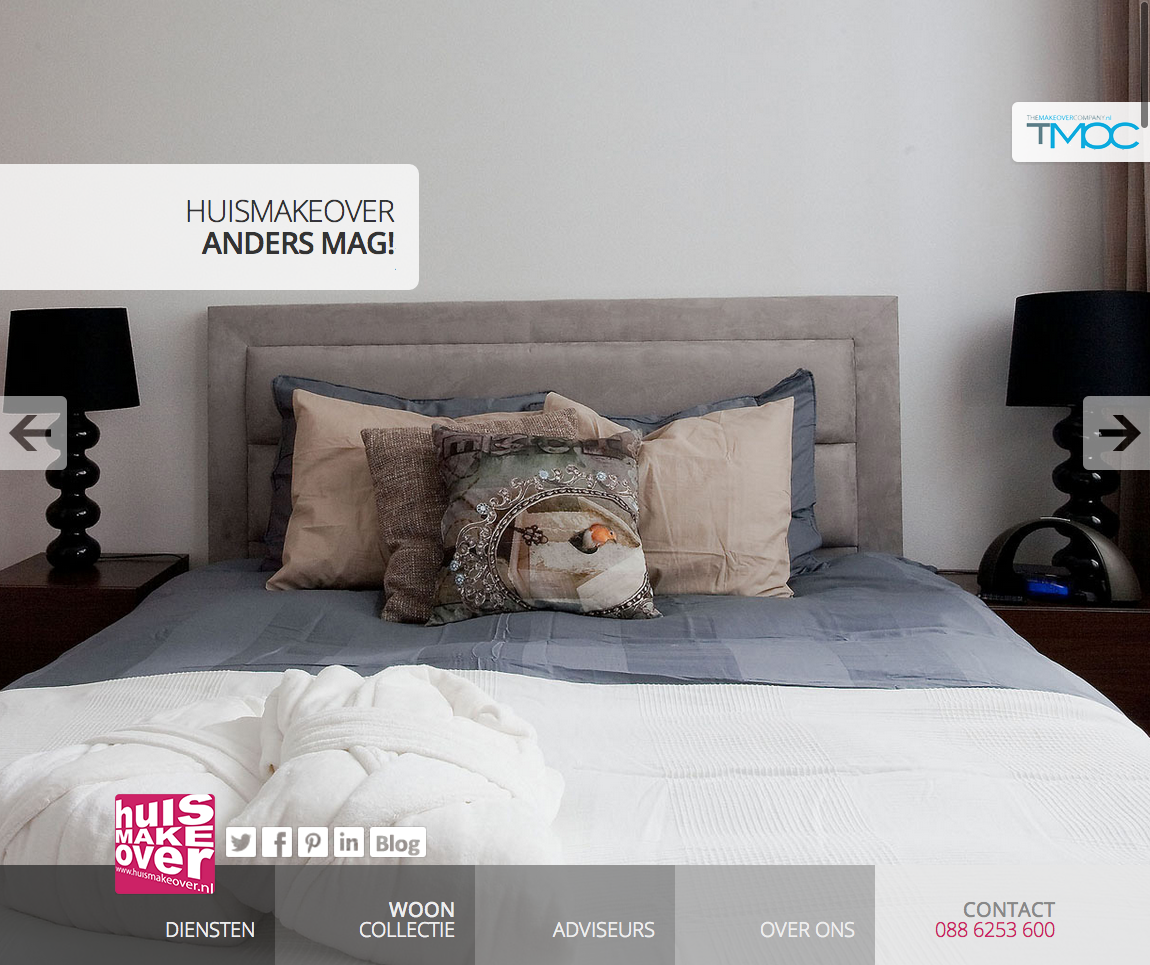 THEMAKEOVERCOMPANY.nl
TMOC
HUISMAKEOVER
ANDERS MAG!
huis
MAKE
over
www.huismakeover.nl
in
Blog
DIENSTEN
WOON
COLLECTIE
ADVISEURS
OVER ONS
CONTACT
088 6253 600